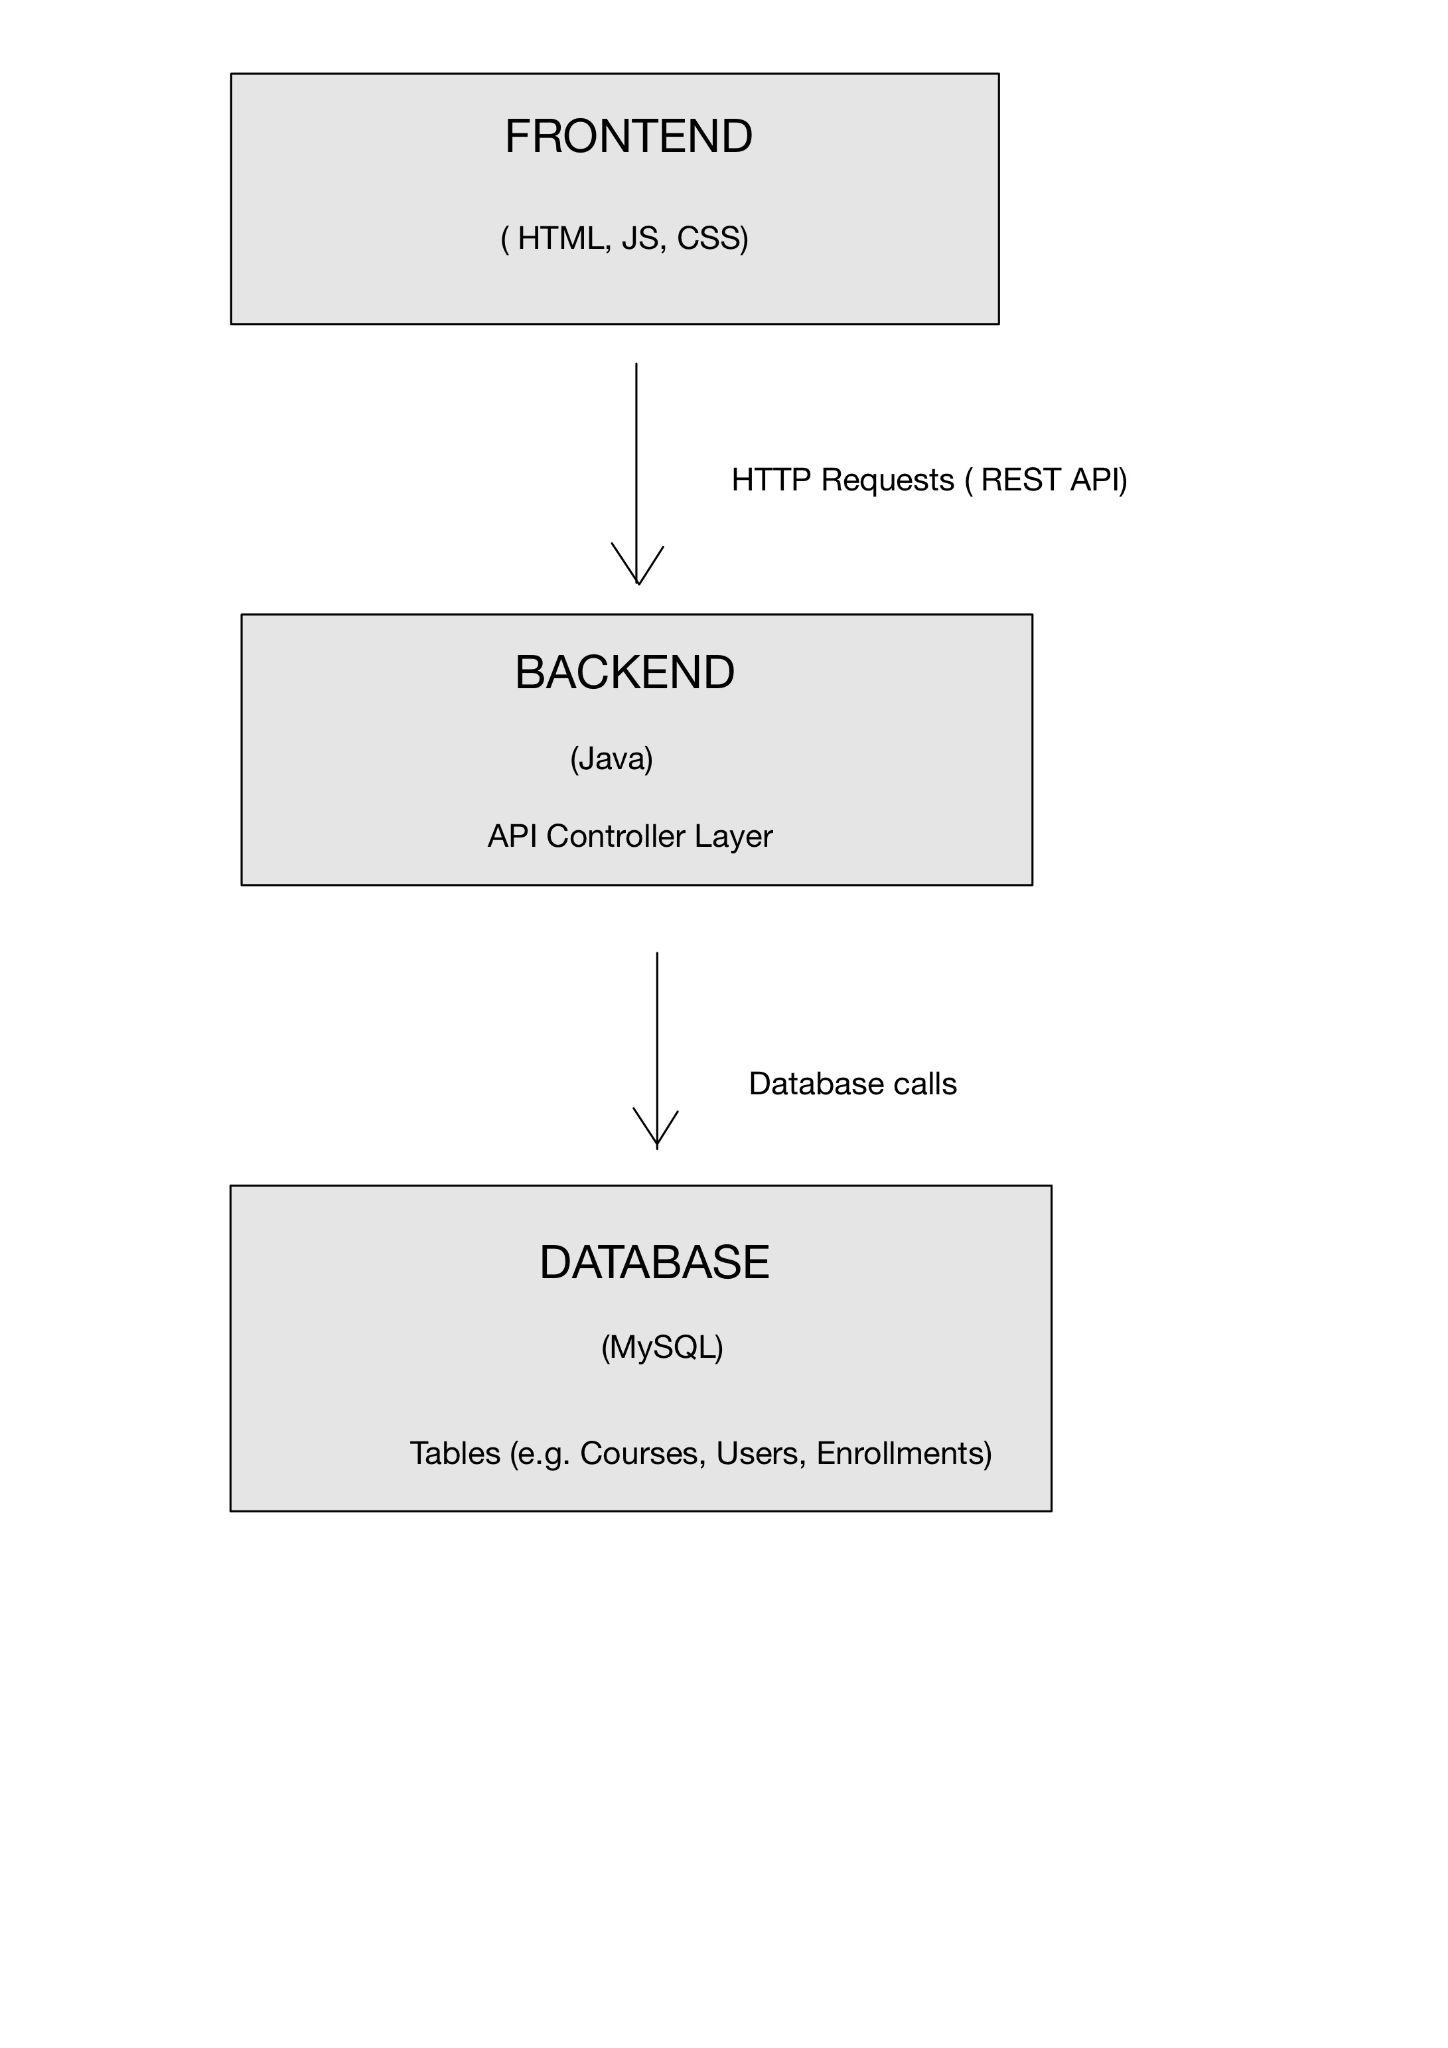 FRONTEND
( HTML, JS, CSS)
HTTP Requests ( REST API)
BACKEND
(Java)
API Controller Layer
Database calls
DATABASE
(MySQL)
Tables (e.g. Courses, Users, Enrollments)